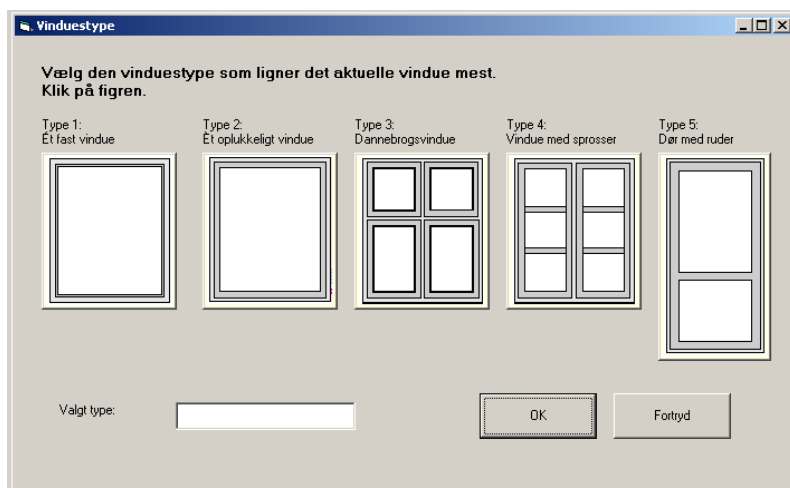 Vinduestype
Vælg den vinduestype som ligner det aktuelle vindue mest.
Klik på figren.
Type 1:
Ét fast vindue
Type 2:
Èt oplukkeligt vindue
Type 3:
Dannebrogsvindue
Type 4:
Vindue med sprosser
Type 5:
Dør med ruder
Valgt type:
OK
Fortryd